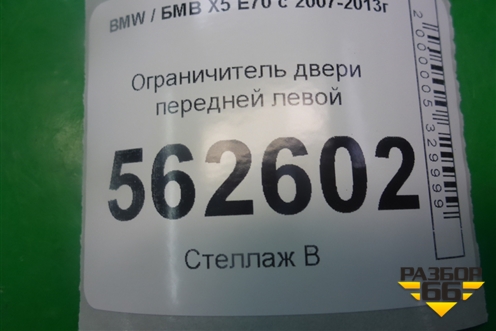 BMW / БМВ X5 E70 с 2007-2013г
Ограничитель двери
передней левой
562602
Стеллаж В
2000005329999
РАЗБОР
66